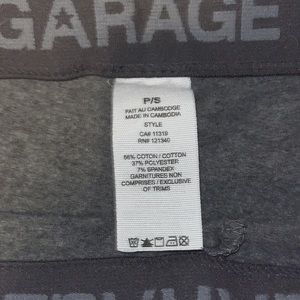 GARAGE
P/S
FAIT AU CAMBODGE
MADE IN CAMBODIA
STYLE
CA# 11319
RN# 121340
56% COTON / COTTON
37% POLYESTER
7% SPANDEX
GARNITURES NON
COMPRISES / EXCLUSIVE
OF TRIMS